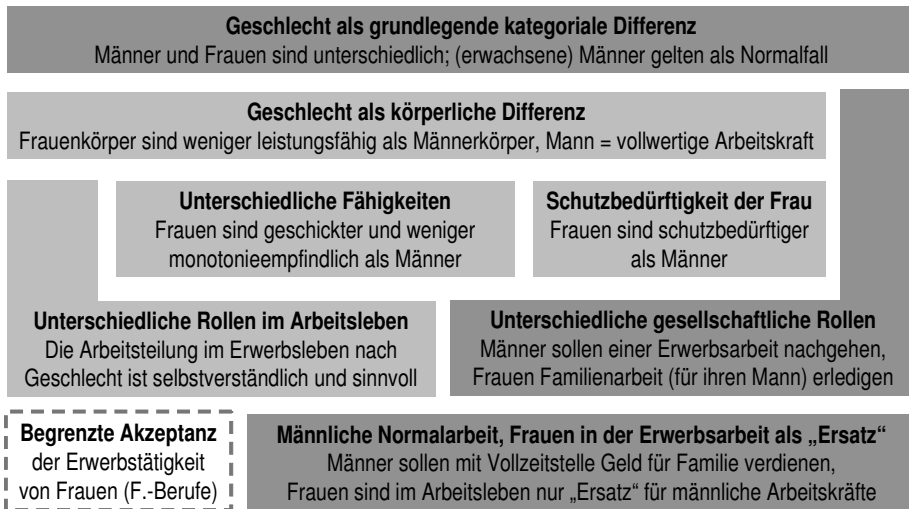 Geschlecht als grundlegende kategoriale Differenz
Männer und Frauen sind unterschiedlich; (erwachsene) Männer gelten als Normalfall
Geschlecht als körperliche Differenz
Frauenkörper sind weniger leistungsfähig als Männerkörper, Mann = vollwertige Arbeitskraft
Unterschiedliche Fähigkeiten
Frauen sind geschickter und weniger
monotonieempfindlich als Männer
Schutzbedürftigkeit der Frau
Frauen sind schutzbedürftiger
als Männer
Unterschiedliche Rollen im Arbeitsleben
Die Arbeitsteilung im Erwerbsleben nach
Geschlecht ist selbstverständlich und sinnvoll
Unterschiedliche gesellschaftliche Rollen
Männer sollen einer Erwerbsarbeit nachgehen,
Frauen Familienarbeit (für ihren Mann) erledigen
Begrenzte Akzeptanz
der Erwerbstätigkeit
von Frauen (F.-Berufe)
Männliche Normalarbeit, Frauen in der Erwerbsarbeit als „Ersatz“
Männer sollen mit Vollzeitstelle Geld für Familie verdienen,
Frauen sind im Arbeitsleben nur „Ersatz“ für männliche Arbeitskräfte